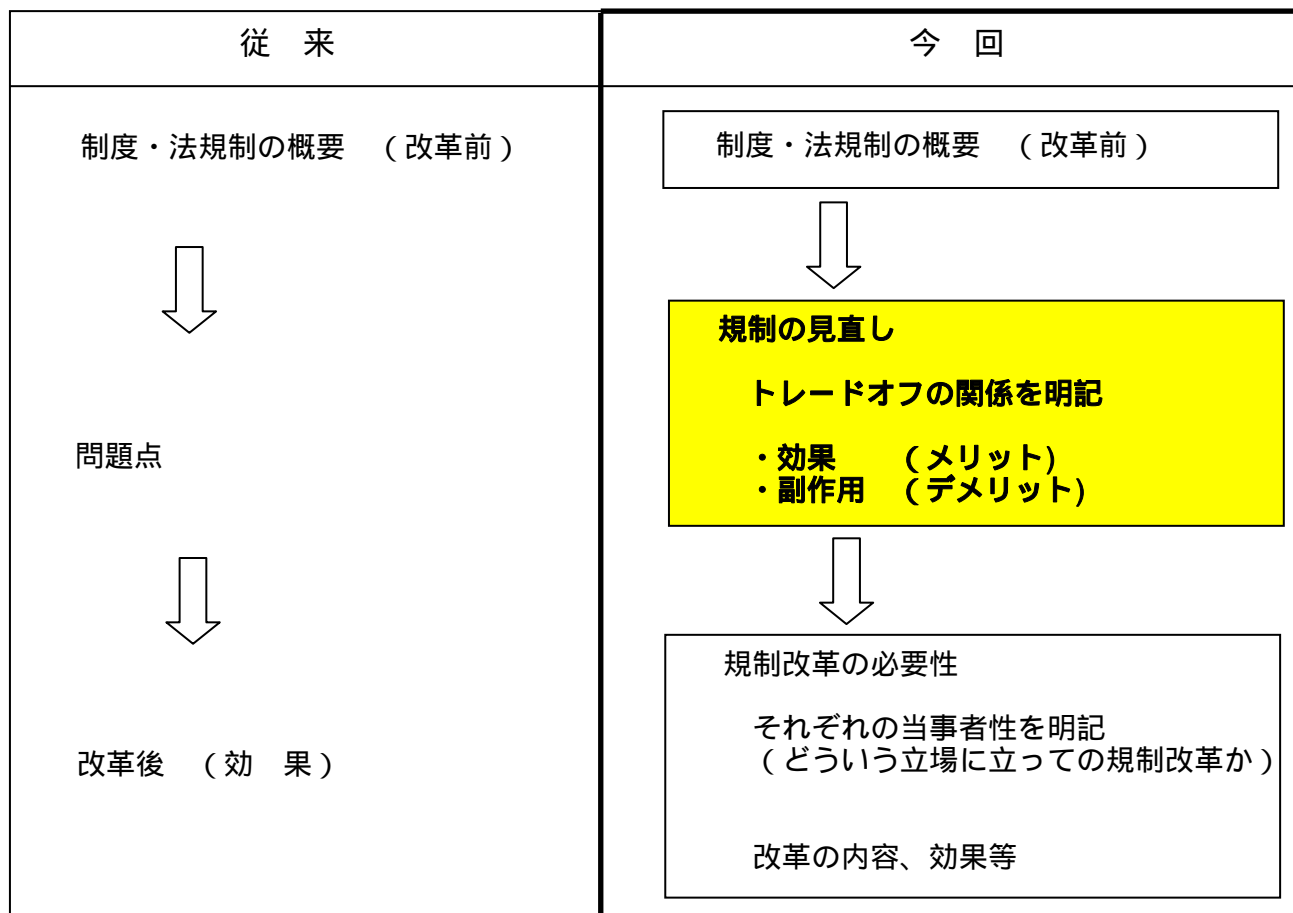 従　来
制度・法規制の概要　（改革前）
問題点
改革後　（効　果）
今　回
制度・法規制の概要　（改革前）
規制の見直し
トレードオフの関係を明記
・効果　　（メリット）
・副作用　（デメリット）
規制改革の必要性
それぞれの当事者性を明記
（どういう立場に立っての規制改革か）
改革の内容、効果等